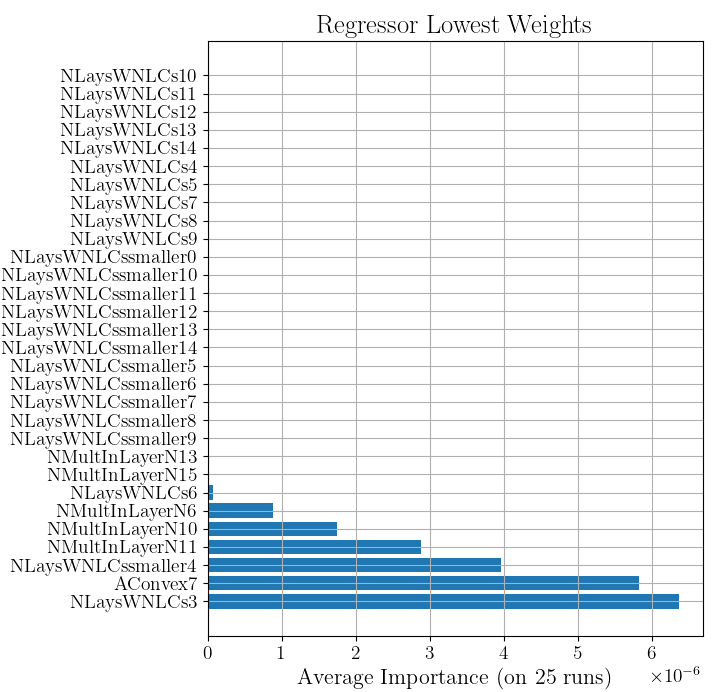 Regressor Lowest Weights
NLaysWNLCs10
NLaysWNLCs11
NLaysWNLCs12
NLaysWNLCs13
NLaysWNLCs14
NLaysWNLCs4
NLaysWNLCs5
NLaysWNLCs7
NLaysWNLCs8
NLaysWNLCs9
NLaysWNLCssmaller0
NLaysWNLCssmaller10
NLaysWNLCssmaller11
NLaysWNLCssmaller12
NLaysWNLCssmaller13
NLaysWNLCssmaller14
NLaysWNLCssmaller5
NLaysWNLCssmaller6
NLaysWNLCssmaller7
NLaysWNLCssmaller8
NLaysWNLCssmaller9
NMultInLayerN13
NMultInLayerN15
NLaysWNLCs6
NMultInLayerN6
NMultInLayerN10
NMultInLayerN11
NLaysWNLCssmaller4
AConvex7
NLaysWNLCs3
0 1 2 3 4 5 6
×10⁻⁶
Average Importance (on 25 runs)